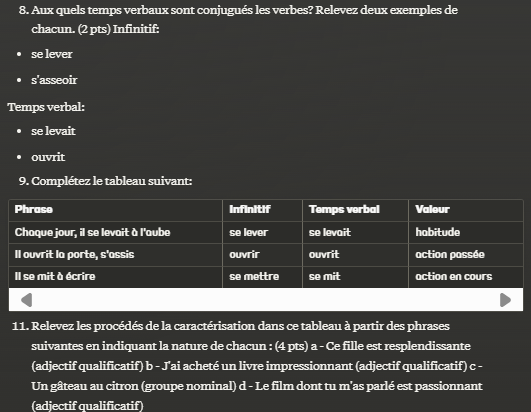 8. Aux quels temps verbaux sont conjugués les verbes? Relevez deux exemples de
chacun. (2 pts) Infinitif:
• se lever
• s'asseoir
Temps verbal:
• se levait
• ouvrit
9. Complétez le tableau suivant:
Phrase Infinitif Temps verbal Valeur
Chaque jour, il se levait à l'aube se lever se levait habitude
Il ouvrit la porte, s'assis ouvrir ouvrit action passée
Il se mit à écrire se mettre se mit action en cours
11. Relevez les procédés de la caractérisation dans ce tableau à partir des phrases
suivantes en indiquant la nature de chacun : (4 pts) a - Ce fille est resplendissante
(adjectif qualificatif) b - J'ai acheté un livre impressionnant (adjectif qualificatif) c -
Un gâteau au citron (groupe nominal) d - Le film dont tu m'as parlé est passionnant
(adjectif qualificatif)